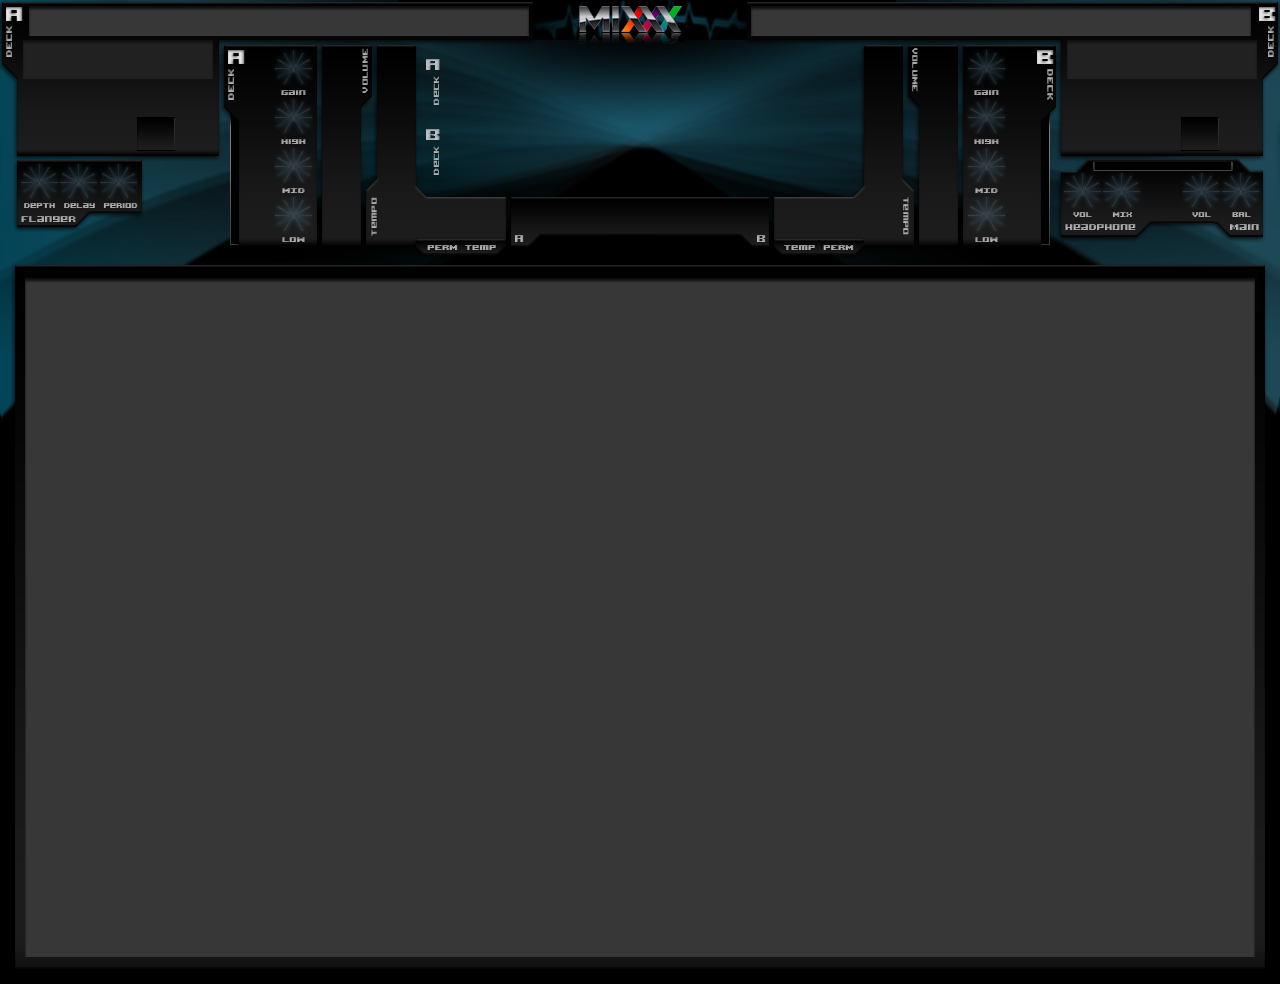 A
DECK
MIXXX
B
DECK
A
DECK
GAIN
HIGH
MID
LOW
VOLUME
TEMPO
A
DECK
B
DECK
PERM TEMP
A
B
TEMP PERM
VOLUME
TEMPO
GAIN
HIGH
MID
LOW
B
DECK
DEPTH DELAY PERIOD
FLANGER
VOL MIX VOL BAL
HEADPHONE MAIN